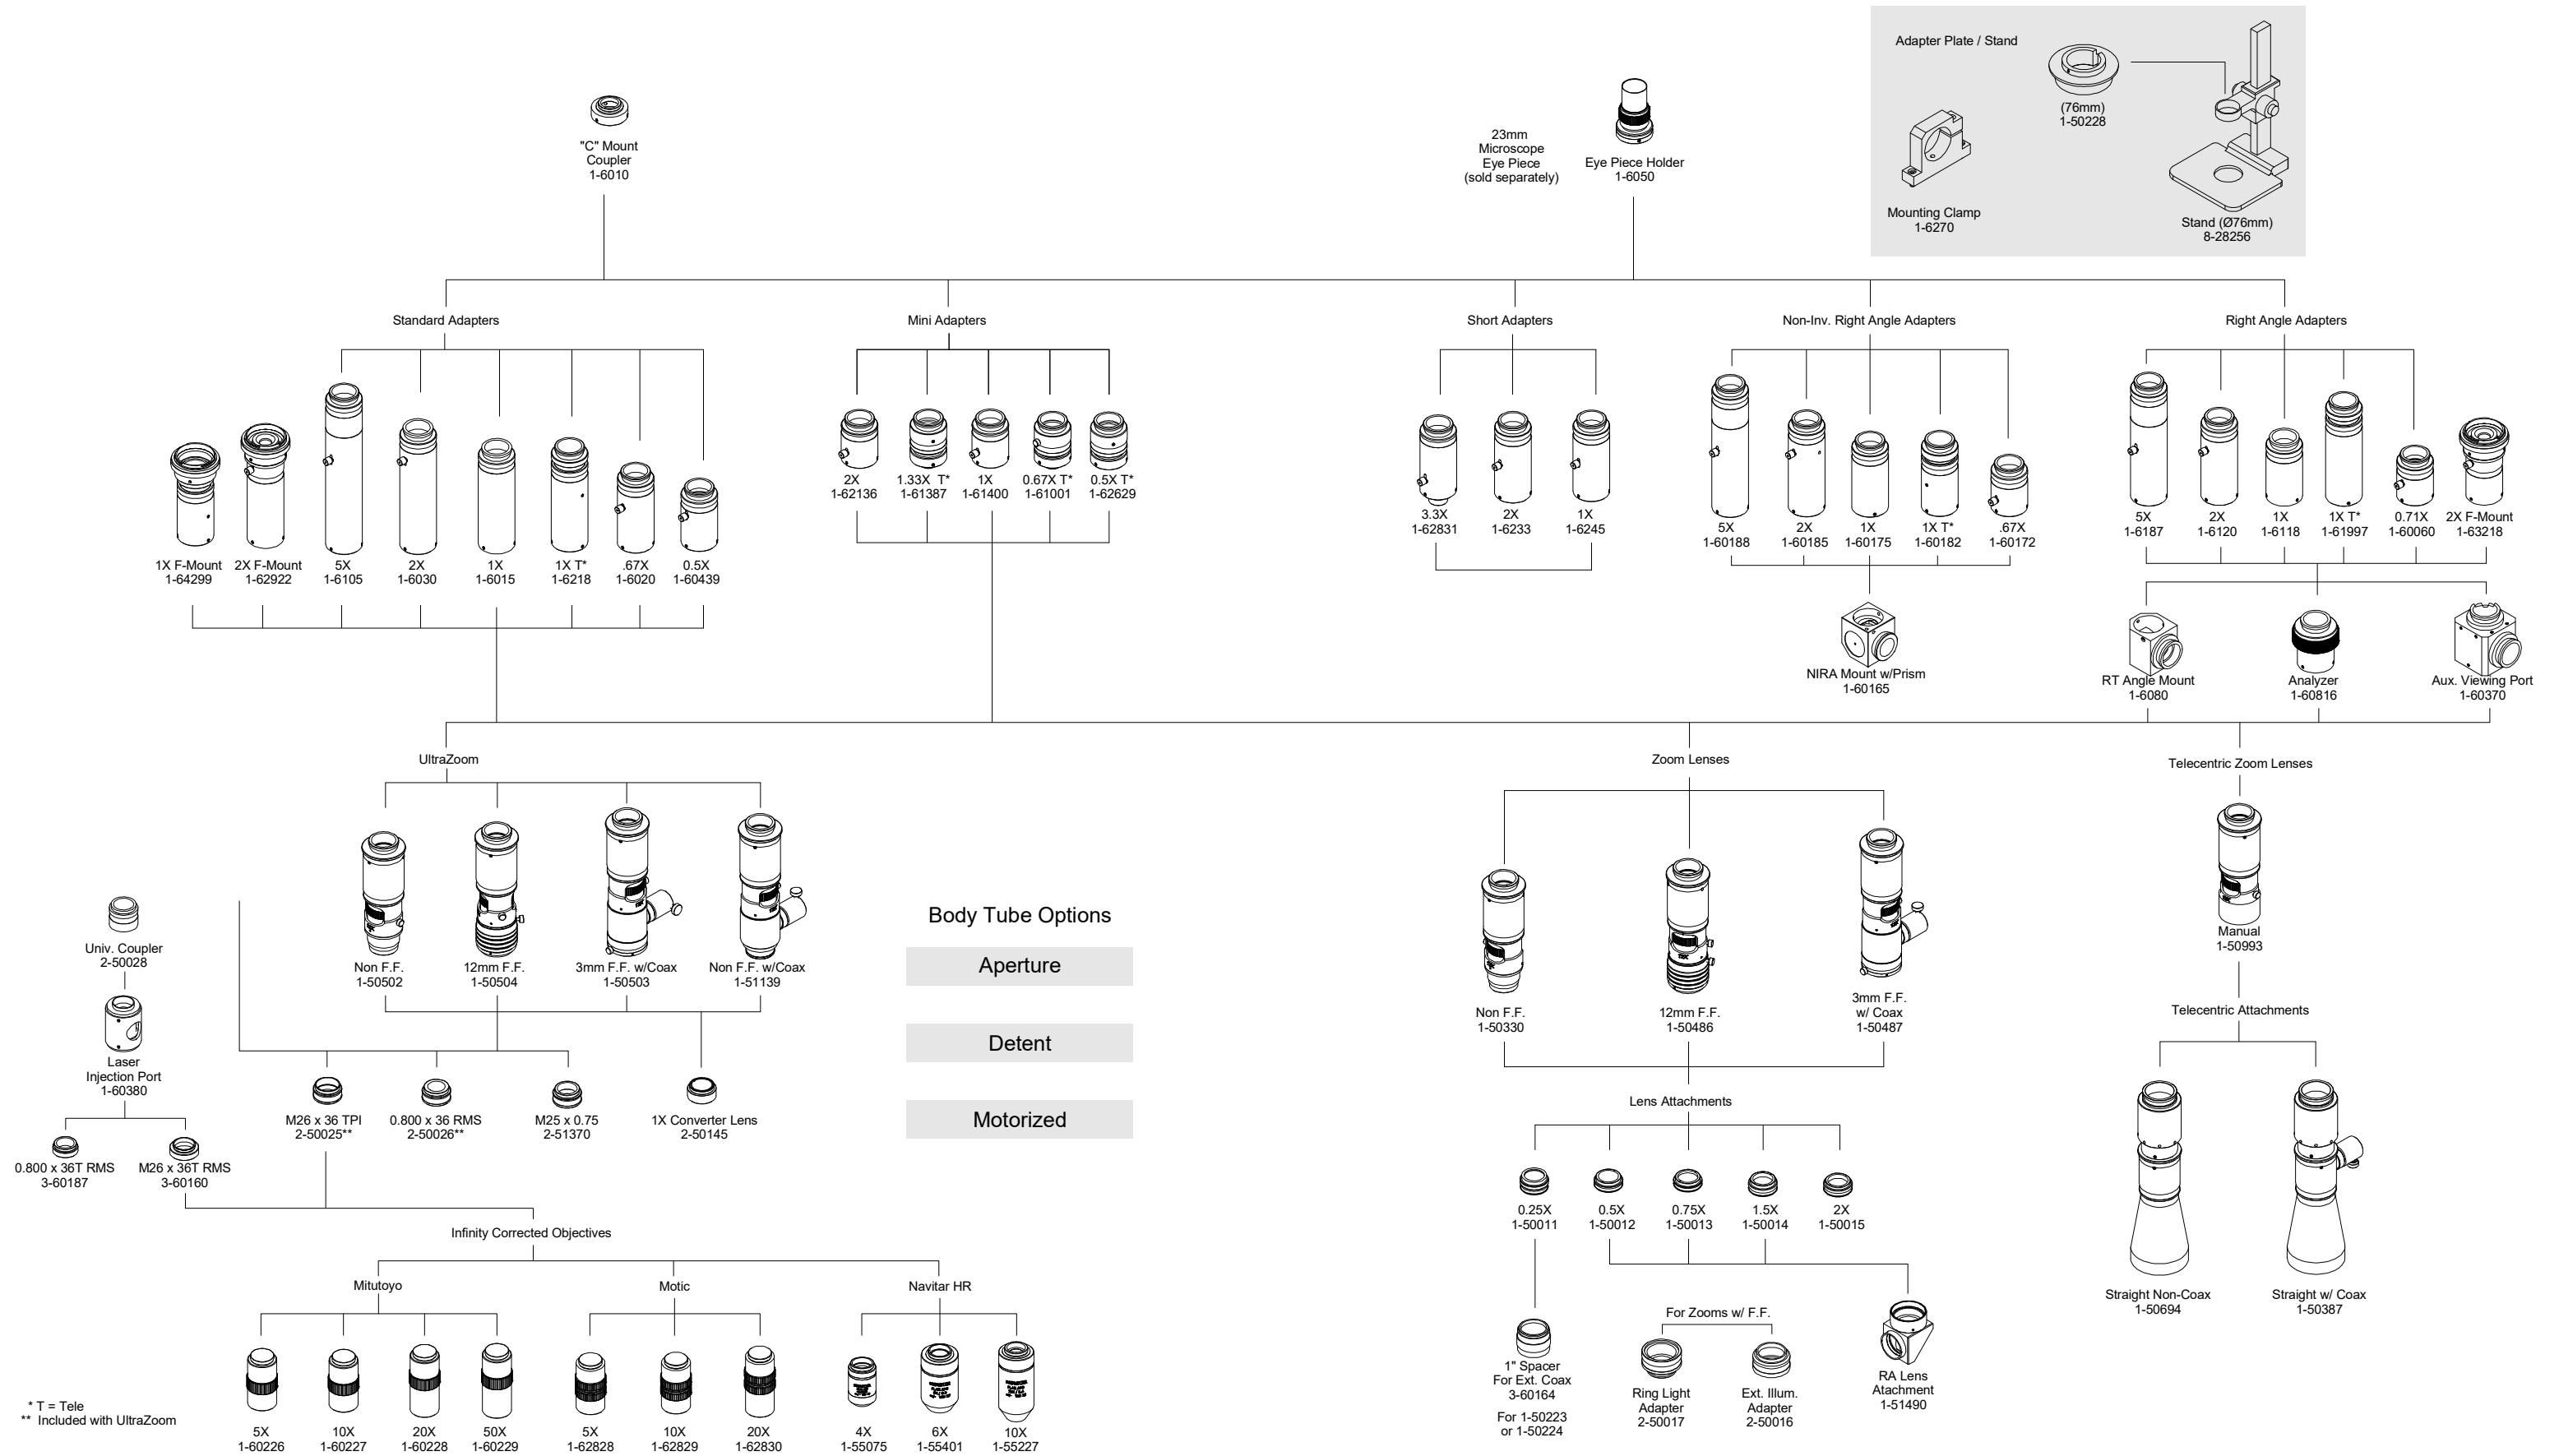 Adapter Plate / Stand
(76mm)
1-50228
Mounting Clamp
1-6270
Stand (Ø76mm)
8-28256
"C" Mount
Coupler
1-6010
23mm
Microscope
Eye Piece
(sold separately)
Eye Piece Holder
1-6050
Standard Adapters
Mini Adapters
Short Adapters
Non-Inv. Right Angle Adapters
Right Angle Adapters
1X F-Mount
1-64299
2X F-Mount
1-62922
5X
1-6105
2X
1-6030
1X
1-6015
1X T*
1-6218
.67X
1-6020
0.5X
1-60439
2X
1-62136
1.33X T*
1-61387
1X
1-61400
0.67X T*
1-61001
0.5X T*
1-62629
3.3X
1-62831
2X
1-6233
1X
1-6245
5X
1-60188
2X
1-60185
1X
1-60175
1X T*
1-60182
.67X
1-60172
5X
1-6187
2X
1-6120
1X
1-6118
1X T*
1-61997
0.71X
1-60060
2X F-Mount
1-63218
NIRA Mount w/Prism
1-60165
RT Angle Mount
1-6080
Analyzer
1-60816
Aux. Viewing Port
1-60370
UltraZoom
Zoom Lenses
Telecentric Zoom Lenses
Non F.F.
1-50502
12mm F.F.
1-50504
3mm F.F. w/Coax
1-50503
Non F.F. w/Coax
1-51139
Univ. Coupler
2-50028
Laser
Injection Port
1-60380
0.800 x 36T RMS
3-60187
M26 x 36T RMS
3-60160
M26 x 36 TPI
2-50025**
0.800 x 36 RMS
2-50026**
M25 x 0.75
2-51370
1X Converter Lens
2-50145
Body Tube Options
Aperture
Detent
Motorized
Non F.F.
1-50330
12mm F.F.
1-50486
3mm F.F.
w/ Coax
1-50487
Manual
1-50993
Telecentric Attachments
Straight Non-Coax
1-50694
Straight w/ Coax
1-50387
Lens Attachments
0.25X
1-50011
0.5X
1-50012
0.75X
1-50013
1.5X
1-50014
2X
1-50015
1" Spacer
For Ext. Coax
3-60164
For 1-50223
or 1-50224
For Zooms w/ F.F.
Ring Light
Adapter
2-50017
Ext. Illum.
Adapter
2-50016
RA Lens
Atachment
1-51490
Infinity Corrected Objectives
Mitutoyo
Motic
Navitar HR
5X
1-60226
10X
1-60227
20X
1-60228
50X
1-60229
5X
1-62828
10X
1-62829
20X
1-62830
4X
1-55075
6X
1-55401
10X
1-55227
* T = Tele
** Included with UltraZoom